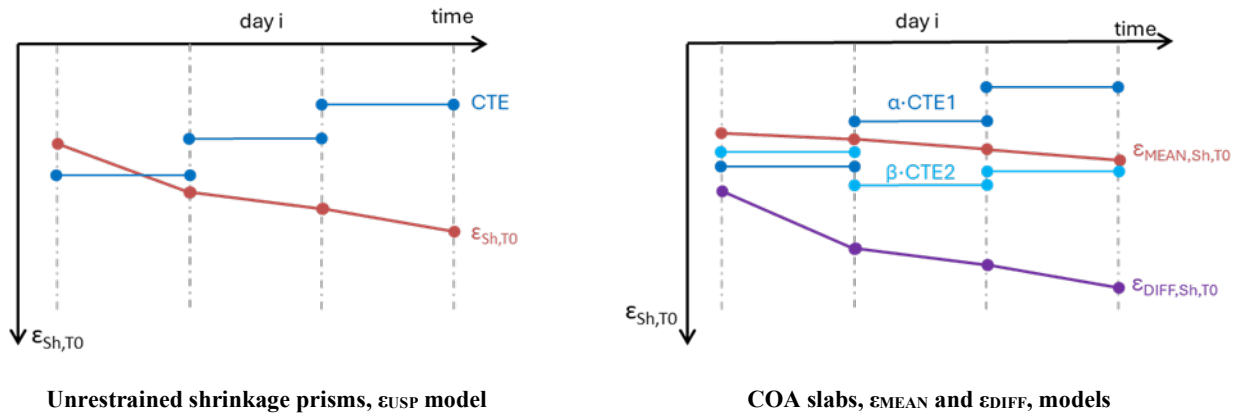 day i
time
CTE
εSh,T0
εSh,T0
Unrestrained shrinkage prisms, εUSP model
day i
time
α·CTE1
εMEAN,Sh,T0
β·CTE2
εDIFF,Sh,T0
εSh,T0
COA slabs, εMEAN and εDIFF, models